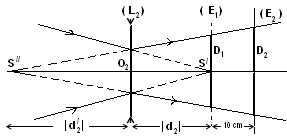 ( L₂)
( E₁)
( E₂)
D₁
D₂
S//
O₂
S/
10 cm
|d₂/|
|d₂|